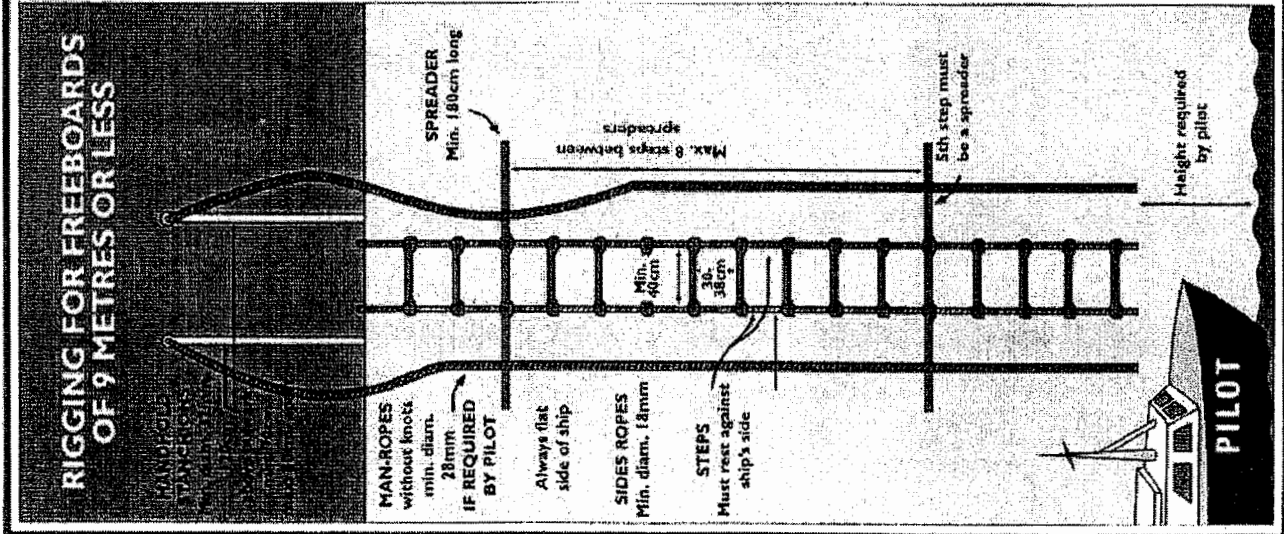 RIGGING FOR FREEBOARDS
OF 9 METRES OR LESS
MAN-ROPES
without knots
min. diam.
28mm
IF REQUIRED
BY PILOT
SPREADER
Min. 180cm long
Max. 8 steps between
spreaders
Always flat
side of ship
SIDES ROPES
Min. diam. 18mm
Min.
40cm
30.
38cm
STEPS
Must rest against
ship's side
5th step must
be a spreader
Height required
by pilot
PILOT